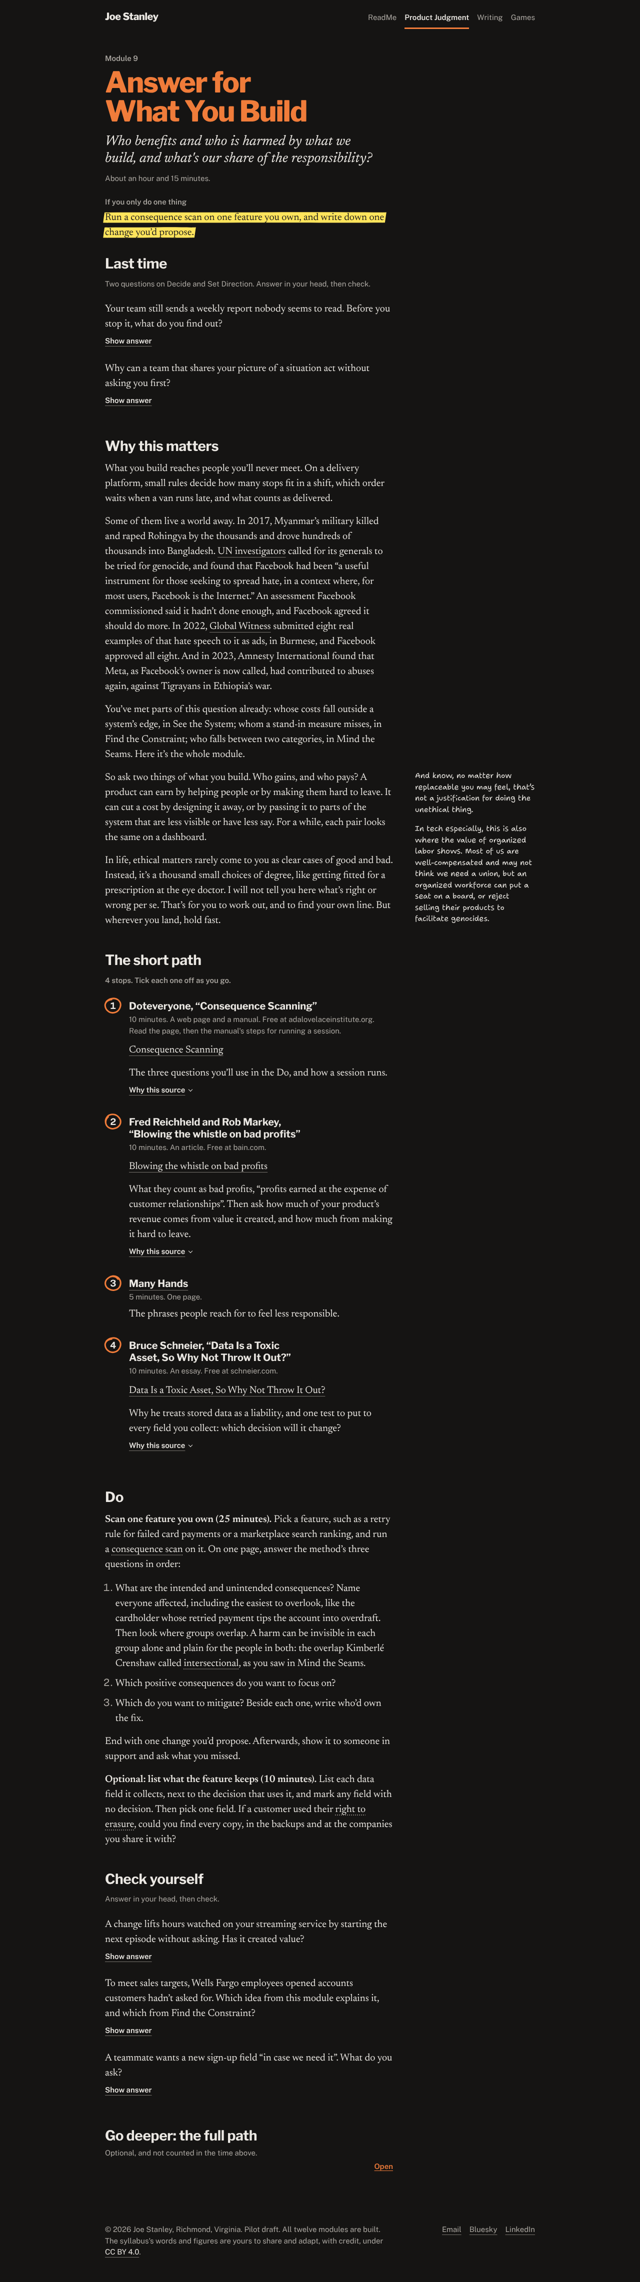 Joe Stanley
ReadMe Product Judgment Writing Games
Module 9
Answer for
What You Build
Who benefits and who is harmed by what we
build, and what's our share of the responsibility?
About an hour and 15 minutes.
If you only do one thing
Run a consequence scan on one feature you own, and write down one
change you’d propose.
Last time
Two questions on Decide and Set Direction. Answer in your head, then check.
Your team still sends a weekly report nobody seems to read. Before you
stop it, what do you find out?
Show answer
Why can a team that shares your picture of a situation act without
asking you first?
Show answer
Why this matters
What you build reaches people you’ll never meet. On a delivery
platform, small rules decide how many stops fit in a shift, which order
waits when a van runs late, and what counts as delivered.
Some of them live a world away. In 2017, Myanmar’s military killed
and raped Rohingya by the thousands and drove hundreds of
thousands into Bangladesh. UN investigators called for its generals to
be tried for genocide, and found that Facebook had been “a useful
instrument for those seeking to spread hate, in a context where, for
most users, Facebook is the Internet.” An assessment Facebook
commissioned said it hadn’t done enough, and Facebook agreed it
should do more. In 2022, Global Witness submitted eight real
examples of that hate speech to it as ads, in Burmese, and Facebook
approved all eight. And in 2023, Amnesty International found that
Meta, as Facebook’s owner is now called, had contributed to abuses
again, against Tigrayans in Ethiopia’s war.
You’ve met parts of this question already: whose costs fall outside a
system’s edge, in See the System; whom a stand-in measure misses, in
Find the Constraint; who falls between two categories, in Mind the
Seams. Here it’s the whole module.
So ask two things of what you build. Who gains, and who pays? A
product can earn by helping people or by making them hard to leave. It
can cut a cost by designing it away, or by passing it to parts of the
system that are less visible or have less say. For a while, each pair looks
the same on a dashboard.
And know, no matter how
replaceable you may feel, that’s
not a justification for doing the
unethical thing.
In tech especially, this is also
where the value of organized
labor shows. Most of us are
well-compensated and may not
think we need a union, but an
organized workforce can put a
seat on a board, or reject
selling their products to
facilitate genocides.
In life, ethical matters rarely come to you as clear cases of good and bad.
Instead, it’s a thousand small choices of degree, like getting fitted for a
prescription at the eye doctor. I will not tell you here what’s right or
wrong per se. That’s for you to work out, and to find your own line. But
wherever you land, hold fast.
The short path
4 stops. Tick each one off as you go.
1
Doteveryone, “Consequence Scanning”
10 minutes. A web page and a manual. Free at adalovelaceinstitute.org.
Read the page, then the manual’s steps for running a session.
Consequence Scanning
The three questions you’ll use in the Do, and how a session runs.
Why this source
2
Fred Reichheld and Rob Markey,
“Blowing the whistle on bad profits”
10 minutes. An article. Free at bain.com.
Blowing the whistle on bad profits
What they count as bad profits, “profits earned at the expense of
customer relationships”. Then ask how much of your product’s
revenue comes from value it created, and how much from making
it hard to leave.
Why this source
3
Many Hands
5 minutes. One page.
The phrases people reach for to feel less responsible.
4
Bruce Schneier, “Data Is a Toxic
Asset, So Why Not Throw It Out?”
10 minutes. An essay. Free at schneier.com.
Data Is a Toxic Asset, So Why Not Throw It Out?
Why he treats stored data as a liability, and one test to put to
every field you collect: which decision will it change?
Why this source
Do
Scan one feature you own (25 minutes). Pick a feature, such as a retry
rule for failed card payments or a marketplace search ranking, and run
a consequence scan on it. On one page, answer the method’s three
questions in order:
1. What are the intended and unintended consequences? Name
everyone affected, including the easiest to overlook, like the
cardholder whose retried payment tips the account into overdraft.
Then look where groups overlap. A harm can be invisible in each
group alone and plain for the people in both: the overlap Kimberlé
Crenshaw called intersectional, as you saw in Mind the Seams.
2. Which positive consequences do you want to focus on?
3. Which do you want to mitigate? Beside each one, write who’d own
the fix.
End with one change you’d propose. Afterwards, show it to someone in
support and ask what you missed.
Optional: list what the feature keeps (10 minutes). List each data
field it collects, next to the decision that uses it, and mark any field with
no decision. Then pick one field. If a customer used their right to
erasure, could you find every copy, in the backups and at the companies
you share it with?
Check yourself
Answer in your head, then check.
A change lifts hours watched on your streaming service by starting the
next episode without asking. Has it created value?
Show answer
To meet sales targets, Wells Fargo employees opened accounts
customers hadn’t asked for. Which idea from this module explains it,
and which from Find the Constraint?
Show answer
A teammate wants a new sign-up field “in case we need it”. What do you
ask?
Show answer
Go deeper: the full path
Optional, and not counted in the time above.
Open
© 2026 Joe Stanley, Richmond, Virginia. Pilot draft. All twelve modules are built.
The syllabus’s words and figures are yours to share and adapt, with credit, under
CC BY 4.0.
Email Bluesky LinkedIn